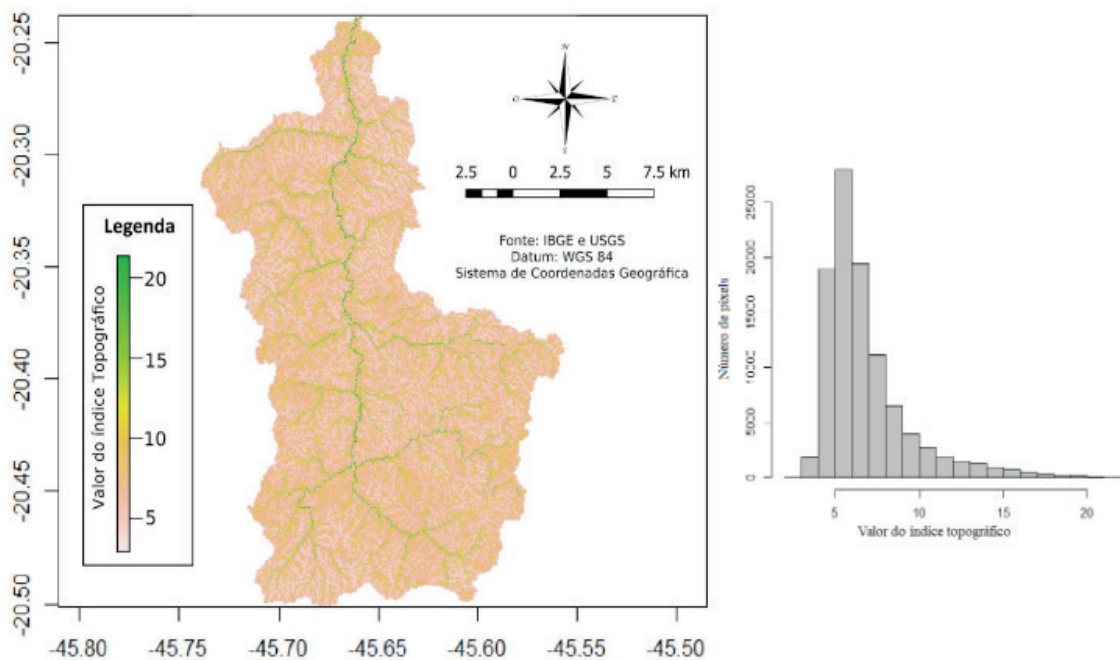 -20.25
-20.30
-20.35
-20.40
-20.45
-20.50
N
O
E
S
2.5 0 2.5 5 7.5 km
Fonte: IBGE e USGS
Datum: WGS 84
Sistema de Coordenadas Geográfica
Legenda
Valor do índice Topográfico
20
15
10
5
-45.80 -45.75 -45.70 -45.65 -45.60 -45.55 -45.50
Número de pixels
25000
20000
15000
10000
5000
0
5 10 15 20
Valor do índice topográfico